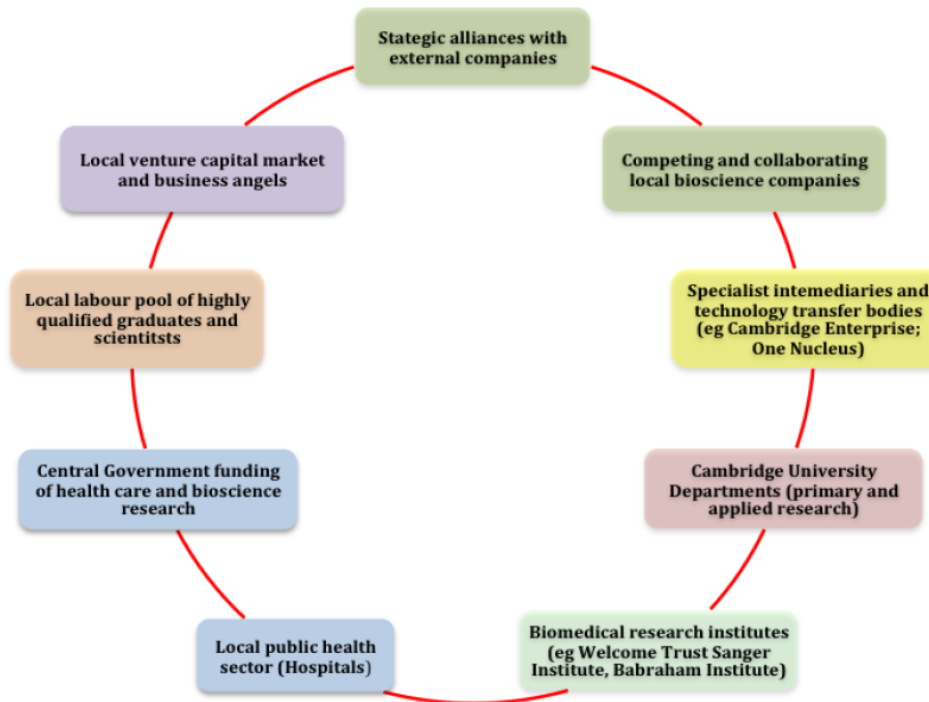 Stategic alliances with
external companies
Local venture capital market
and business angels
Competing and collaborating
local bioscience companies
Local labour pool of highly
qualified graduates and
scientitsts
Specialist intemediaries and
technology transfer bodies
(eg Cambridge Enterprise;
One Nucleus)
Central Government funding
of health care and bioscience
research
Cambridge University
Departments (primary and
applied research)
Local public health
sector (Hospitals)
Biomedical research institutes
(eg Welcome Trust Sanger
Institute, Babraham Institute)